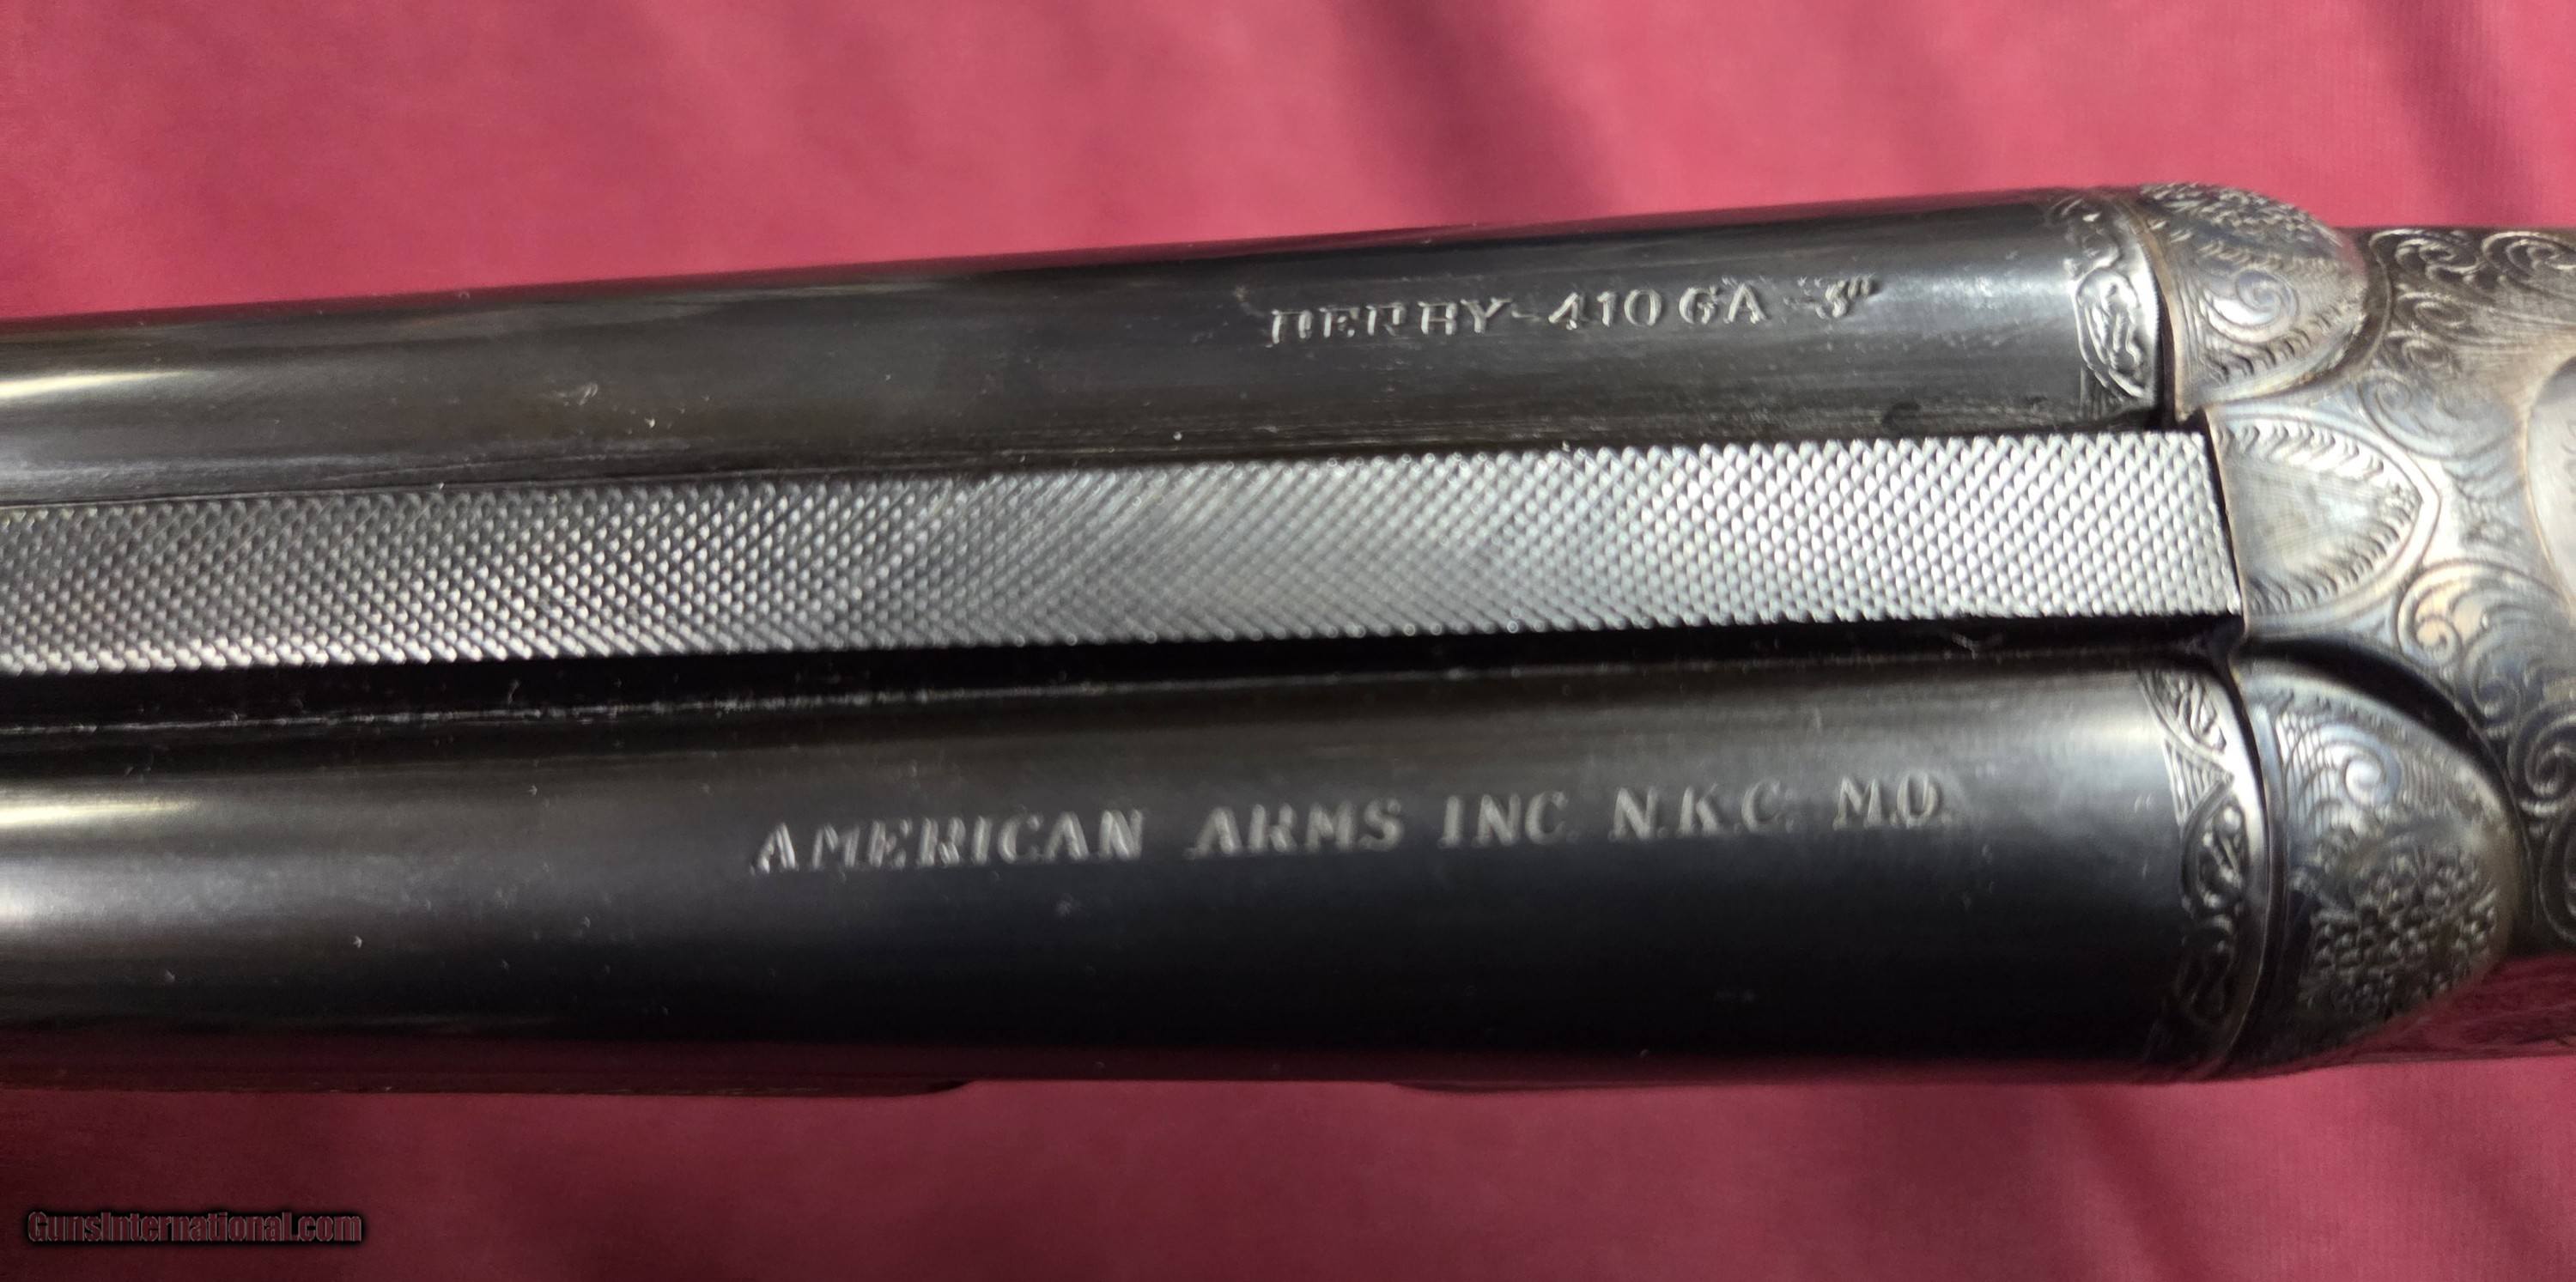 DERBY-410 GA -3"
AMERICAN ARMS INC. N.K.C. M.O.
GunsInternational.com